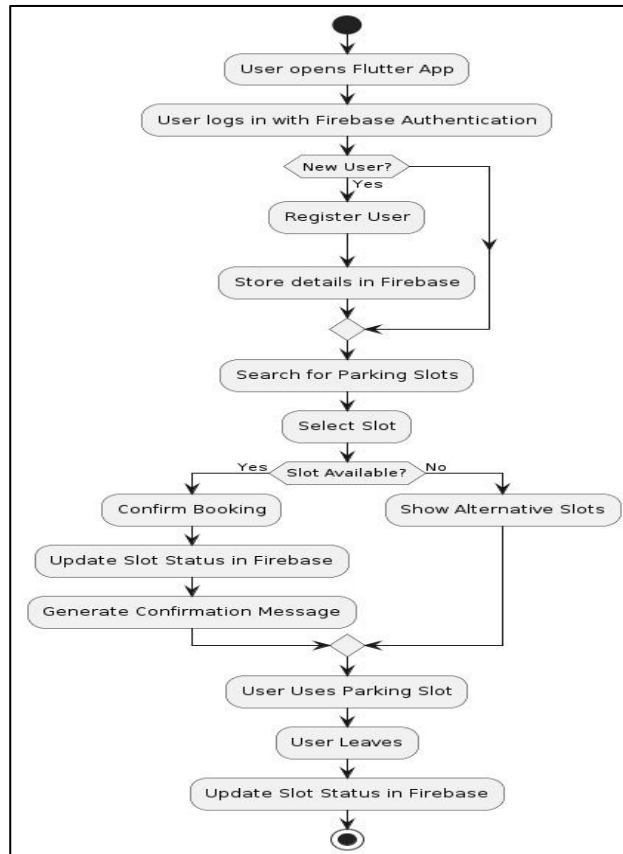 User opens Flutter App
User logs in with Firebase Authentication
New User?
Yes
Register User
Store details in Firebase
Search for Parking Slots
Select Slot
Yes
Slot Available?
No
Confirm Booking
Show Alternative Slots
Update Slot Status in Firebase
Generate Confirmation Message
User Uses Parking Slot
User Leaves
Update Slot Status in Firebase